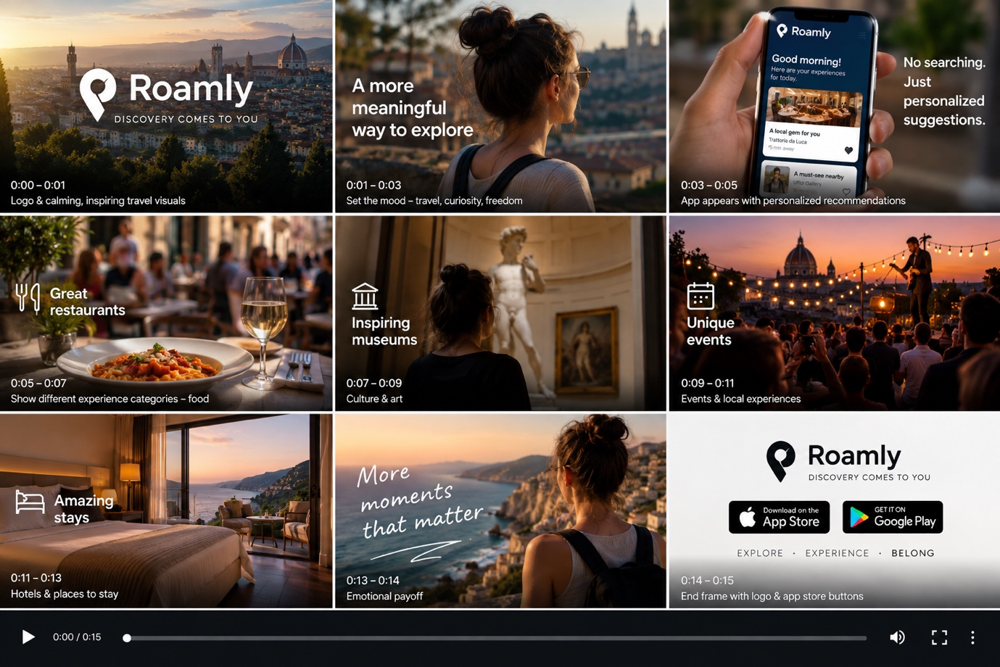 Roamly
DISCOVERY COMES TO YOU
0:00 – 0:01
Logo & calming, inspiring travel visuals
A more
meaningful
way to explore
0:01 – 0:03
Set the mood – travel, curiosity, freedom
Roamly
Good morning!
Here are your experiences
for today.
A local gem for you
Trattoria da Luca
5 min away
A must-see nearby
Uffizi Gallery
No searching.
Just
personalized
suggestions.
0:03 – 0:05
App appears with personalized recommendations
Great
restaurants
0:05 – 0:07
Show different experience categories – food
Inspiring
museums
0:07 – 0:09
Culture & art
Unique
events
0:09 – 0:11
Events & local experiences
Amazing
stays
0:11 – 0:13
Hotels & places to stay
More
moments
that matter
0:13 – 0:14
Emotional payoff
Roamly
DISCOVERY COMES TO YOU
Download on the
App Store
GET IT ON
Google Play
EXPLORE · EXPERIENCE · BELONG
0:14 – 0:15
End frame with logo & app store buttons
0:00 / 0:15